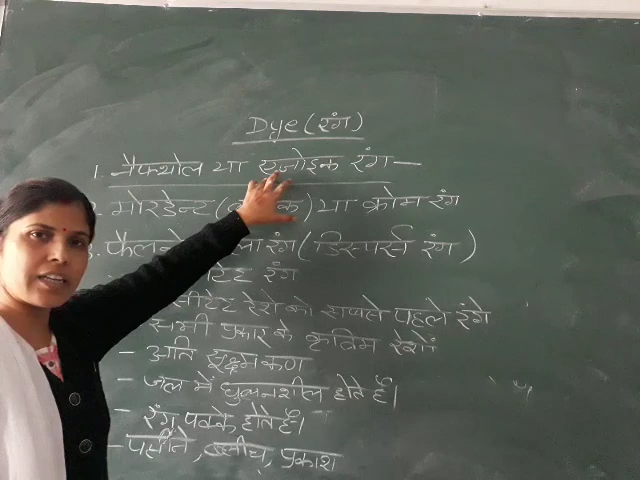 Dye (रंग)
1. नैफ्थोल या एजोइक रंग —
2. मोरडेन्ट ( क) या क्रोम रंग
3. फैलने रंग (डिस्पर्स रंग)
टेट रंग
सीटेट रेशे को सबसे पहले रंगे
सभी प्रकार के कृत्रिम रेशों
- अति सूक्ष्म कण
- जल में घुलनशील होते हैं।
- रंग पक्के होते हैं।
- पसीने, प्रकाश